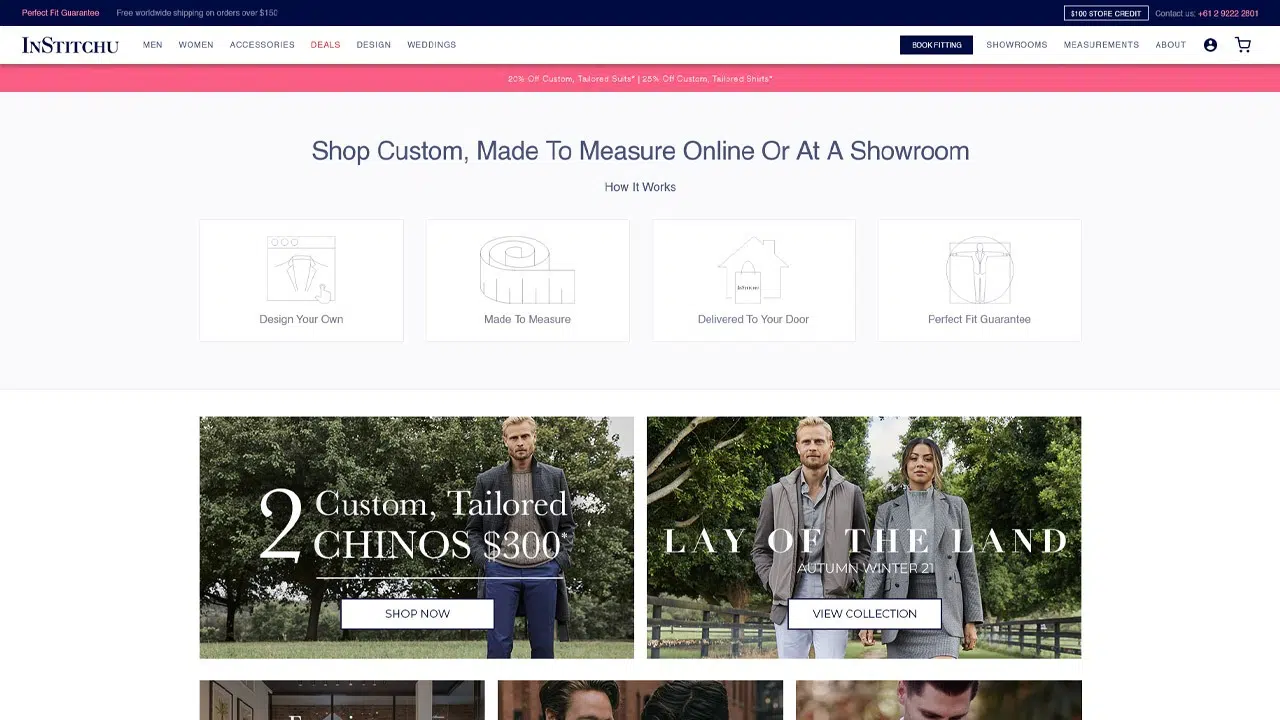 Perfect Fit Guarantee Free worldwide shipping on orders over $150 $100 STORE CREDIT Contact us: +61 2 9222 2801
INSTITCHU MEN WOMEN ACCESSORIES DEALS DESIGN WEDDINGS BOOK FITTING SHOWROOMS MEASUREMENTS ABOUT
20% Off Custom, Tailored Suits* | 25% Off Custom, Tailored Shirts*
Shop Custom, Made To Measure Online Or At A Showroom
How It Works
INSTITCHU
Design Your Own Made To Measure Delivered To Your Door Perfect Fit Guarantee
2 Custom, Tailored
CHINOS $300*
SHOP NOW
LAY OF THE LAND
AUTUMN WINTER 21
VIEW COLLECTION